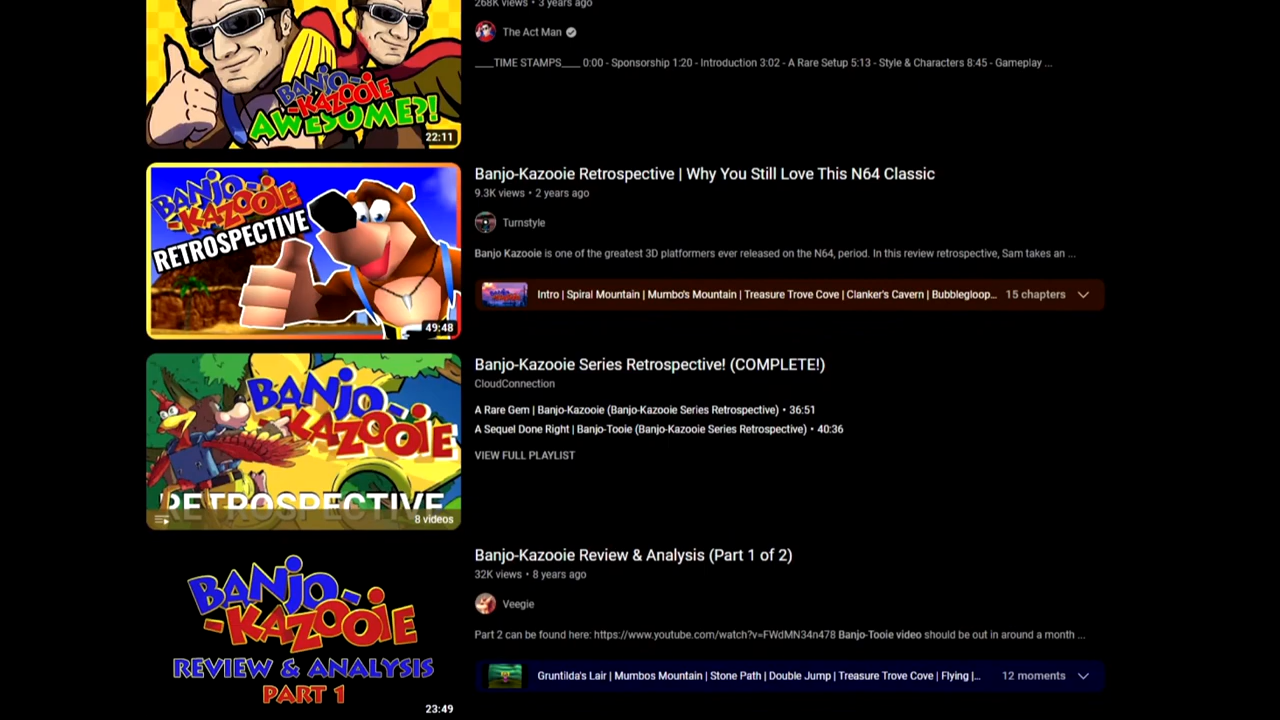 268K views • 3 years ago
The Act Man
____TIME STAMPS____ 0:00 - Sponsorship 1:20 - Introduction 3:02 - A Rare Setup 5:13 - Style & Characters 8:45 - Gameplay ...
BANJO-
KAZOOIE
AWESOME?!
22:11
BANJO
-KAZOOIE
RETROSPECTIVE
49:48
Banjo-Kazooie Retrospective | Why You Still Love This N64 Classic
9.3K views • 2 years ago
Turnstyle
Banjo Kazooie is one of the greatest 3D platformers ever released on the N64, period. In this review retrospective, Sam takes an ...
Intro | Spiral Mountain | Mumbo's Mountain | Treasure Trove Cove | Clanker's Cavern | Bubblegloop... 15 chapters
BANJO-
KAZOOIE
RETROSPECTIVE
8 videos
Banjo-Kazooie Series Retrospective! (COMPLETE!)
CloudConnection
A Rare Gem | Banjo-Kazooie (Banjo-Kazooie Series Retrospective) • 36:51
A Sequel Done Right | Banjo-Tooie (Banjo-Kazooie Series Retrospective) • 40:36
VIEW FULL PLAYLIST
BANJO-
-KAZOOIE
REVIEW & ANALYSIS
PART 1
23:49
Banjo-Kazooie Review & Analysis (Part 1 of 2)
32K views • 8 years ago
Veegie
Part 2 can be found here: https://www.youtube.com/watch?v=FWdMN34n478 Banjo-Tooie video should be out in around a month ...
Gruntilda's Lair | Mumbos Mountain | Stone Path | Double Jump | Treasure Trove Cove | Flying |... 12 moments